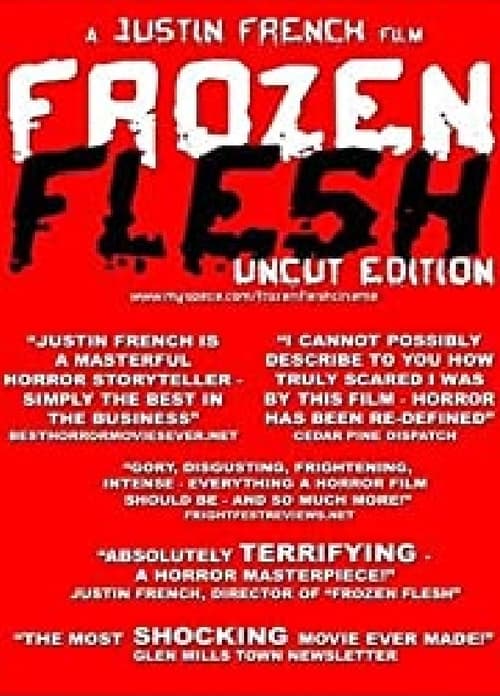 A JUSTIN FRENCH FILM
FROZEN
FLESH
UNCUT EDITION
www.myspace.com/frozenfleshcinema
"JUSTIN FRENCH IS
A MASTERFUL
HORROR STORYTELLER -
SIMPLY THE BEST IN
THE BUSINESS"
BESTHORRORMOVIESEVER.NET
"I CANNOT POSSIBLY
DESCRIBE TO YOU HOW
TRULY SCARED I WAS
BY THIS FILM - HORROR
HAS BEEN RE-DEFINED"
CEDAR PINE DISPATCH
"GORY, DISGUSTING, FRIGHTENING,
INTENSE - EVERYTHING A HORROR FILM
SHOULD BE - AND SO MUCH MORE!"
FRIGHTFESTREVIEWS.NET
"ABSOLUTELY TERRIFYING -
A HORROR MASTERPIECE!"
JUSTIN FRENCH, DIRECTOR OF "FROZEN FLESH"
"THE MOST SHOCKING MOVIE EVER MADE!"
GLEN MILLS TOWN NEWSLETTER